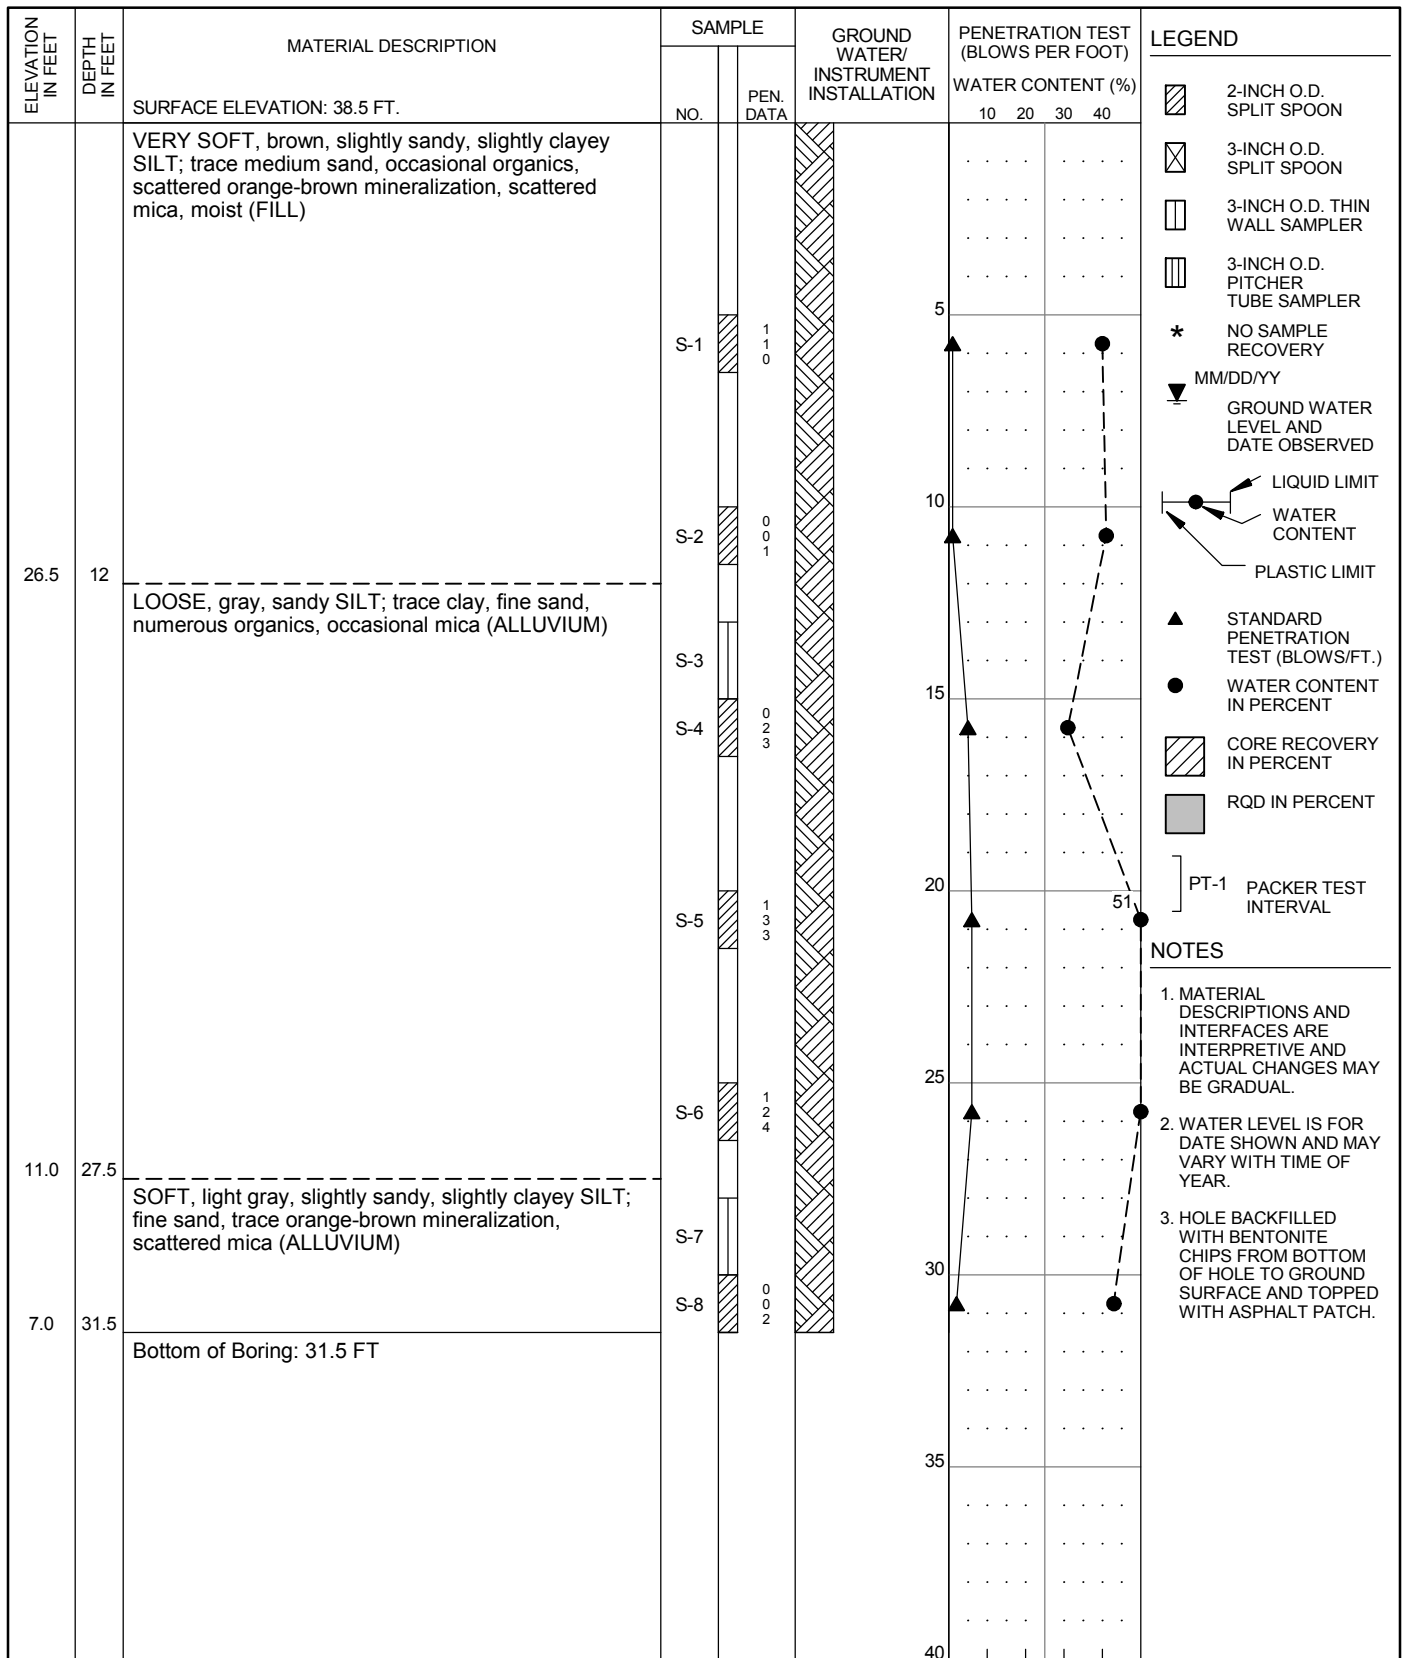 ELEVATION
IN FEET
DEPTH
IN FEET
MATERIAL DESCRIPTION
SURFACE ELEVATION: 38.5 FT.
SAMPLE
NO.
PEN.
DATA
GROUND
WATER/
INSTRUMENT
INSTALLATION
PENETRATION TEST
(BLOWS PER FOOT)
WATER CONTENT (%)
10 20 30 40
VERY SOFT, brown, slightly sandy, slightly clayey
SILT; trace medium sand, occasional organics,
scattered orange-brown mineralization, scattered
mica, moist (FILL)
5
S-1
1
1
0
10
S-2
0
0
1
26.5 12
LOOSE, gray, sandy SILT; trace clay, fine sand,
numerous organics, occasional mica (ALLUVIUM)
S-3
15
S-4
0
2
3
20
51
S-5
1
3
3
25
S-6
1
2
4
11.0 27.5
SOFT, light gray, slightly sandy, slightly clayey SILT;
fine sand, trace orange-brown mineralization,
scattered mica (ALLUVIUM)
S-7
30
S-8
0
0
2
7.0 31.5
Bottom of Boring: 31.5 FT
35
40
LEGEND
2-INCH O.D.
SPLIT SPOON
3-INCH O.D.
SPLIT SPOON
3-INCH O.D. THIN
WALL SAMPLER
3-INCH O.D.
PITCHER
TUBE SAMPLER
* NO SAMPLE
RECOVERY
MM/DD/YY
GROUND WATER
LEVEL AND
DATE OBSERVED
LIQUID LIMIT
WATER
CONTENT
PLASTIC LIMIT
STANDARD
PENETRATION
TEST (BLOWS/FT.)
WATER CONTENT
IN PERCENT
CORE RECOVERY
IN PERCENT
RQD IN PERCENT
PT-1 PACKER TEST
INTERVAL
NOTES
1. MATERIAL
DESCRIPTIONS AND
INTERFACES ARE
INTERPRETIVE AND
ACTUAL CHANGES MAY
BE GRADUAL.
2. WATER LEVEL IS FOR
DATE SHOWN AND MAY
VARY WITH TIME OF
YEAR.
3. HOLE BACKFILLED
WITH BENTONITE
CHIPS FROM BOTTOM
OF HOLE TO GROUND
SURFACE AND TOPPED
WITH ASPHALT PATCH.